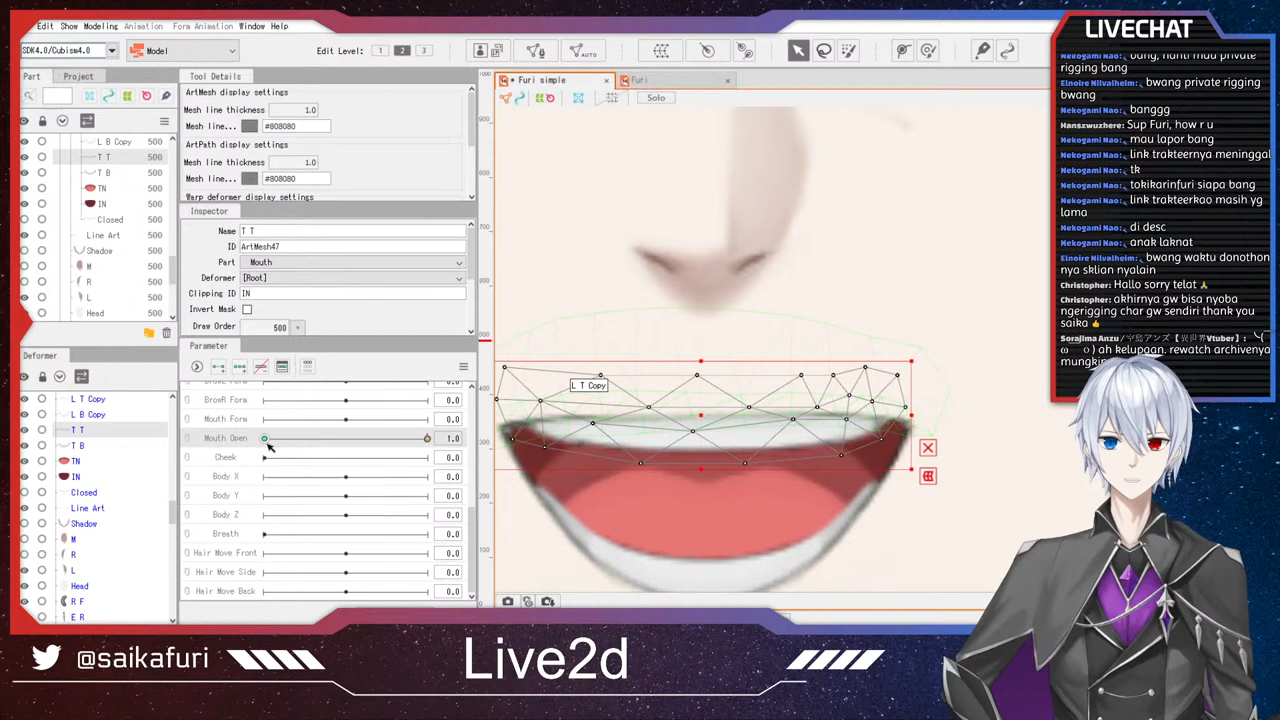 Edit Show Modeling Animation Form Animation Window Help
SDK4.0/Cubism4.0
Model
Edit Level: 1 2 3
AUTO
Part Project
L B Copy 500
T T 500
T B 500
TN 500
IN 500
Closed 500
Line Art 500
Shadow 500
M 500
R 500
L 500
Head 500
Deformer
L T Copy
L B Copy
T T
T B
TN
IN
Closed
Line Art
Shadow
M
R
L
Head
R F
E R
Tool Details
ArtMesh display settings
Mesh line thickness 1.0
Mesh line... #808080
ArtPath display settings
Mesh line thickness 1.0
Mesh line... #808080
Warp deformer display settings
Inspector
Name T T
ID ArtMesh47
Part Mouth
Deformer [Root]
Clipping ID IN
Invert Mask
Draw Order 500
Parameter
BrowL Form 0.0
BrowR Form 0.0
Mouth Form 0.0
Mouth Open 1.0
Cheek 0.0
Body X 0.0
Body Y 0.0
Body Z 0.0
Breath 0.0
Hair Move Front 0.0
Hair Move Side 0.0
Hair Move Back 0.0
* Furi simple
Furi
Solo
L T Copy
LIVECHAT
Nekogami Nao: bang, nanti mau private
rigging bang
Elnoire Nilvalheim: bwang private rigging
bwang
Nekogami Nao: banggg
Hanszwuzhere: Sup Furi, how r u
Nekogami Nao: mau lapor bang
Nekogami Nao: link trakteernya meninggal
Nekogami Nao: tk
Nekogami Nao: tokikarinfuri siapa bang
Nekogami Nao: link trakteerkao masih yg
lama
Nekogami Nao: di desc
Nekogami Nao: anak laknat
Elnoire Nilvalheim: bwang waktu donothon
nya sklian nyalain
Christopher: Hallo sorry telat 🙏
Christopher: akhirnya gw bisa nyoba
ngerigging char gw sendiri thank you
saika 👍
ah kelupaan. rewatch archivenya
@saikafuri
Live2d